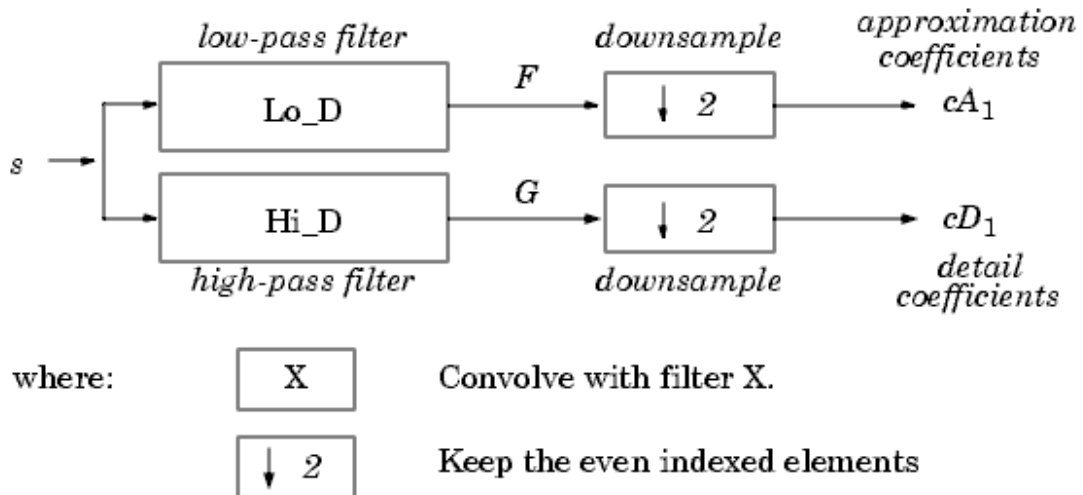 low-pass filter
downsample
approximation
coefficients
F
Lo_D
↓ 2
cA₁
s
G
Hi_D
↓ 2
cD₁
high-pass filter
downsample
detail
coefficients
where:
X
Convolve with filter X.
↓ 2
Keep the even indexed elements